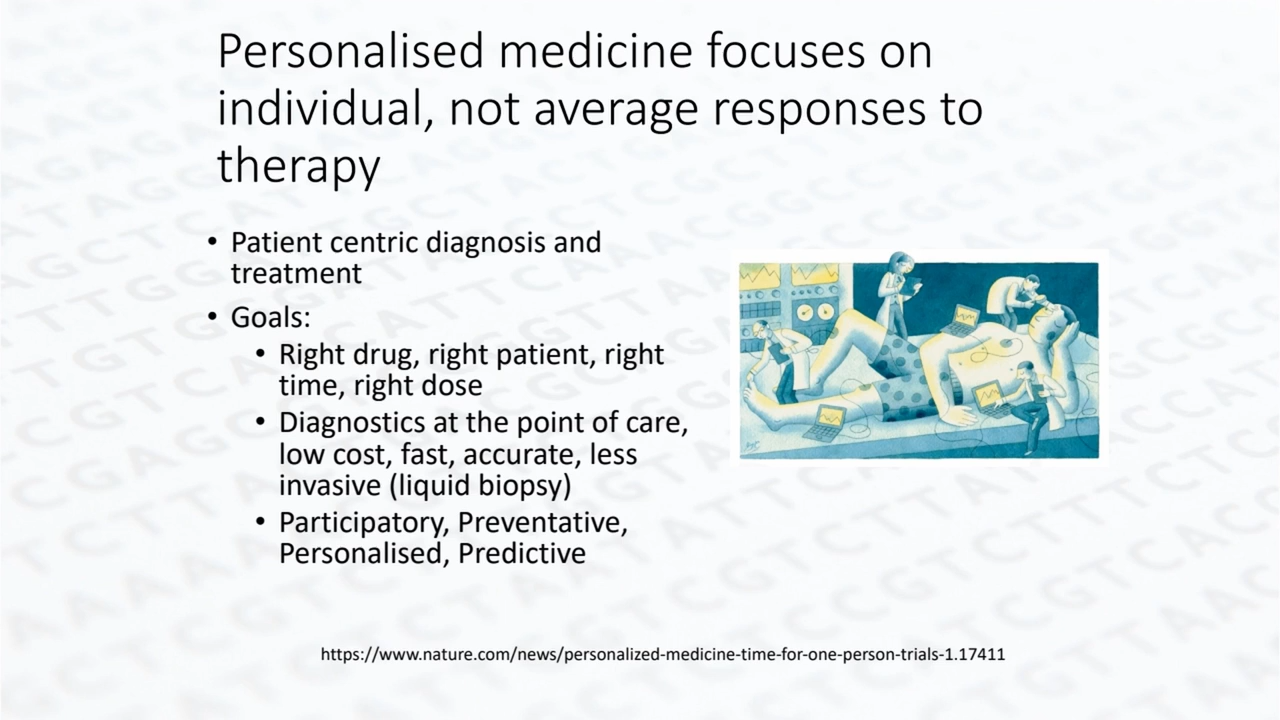 Personalised medicine focuses on
individual, not average responses to
therapy
• Patient centric diagnosis and
treatment
• Goals:
• Right drug, right patient, right
time, right dose
• Diagnostics at the point of care,
low cost, fast, accurate, less
invasive (liquid biopsy)
• Participatory, Preventative,
Personalised, Predictive
https://www.nature.com/news/personalized-medicine-time-for-one-person-trials-1.17411